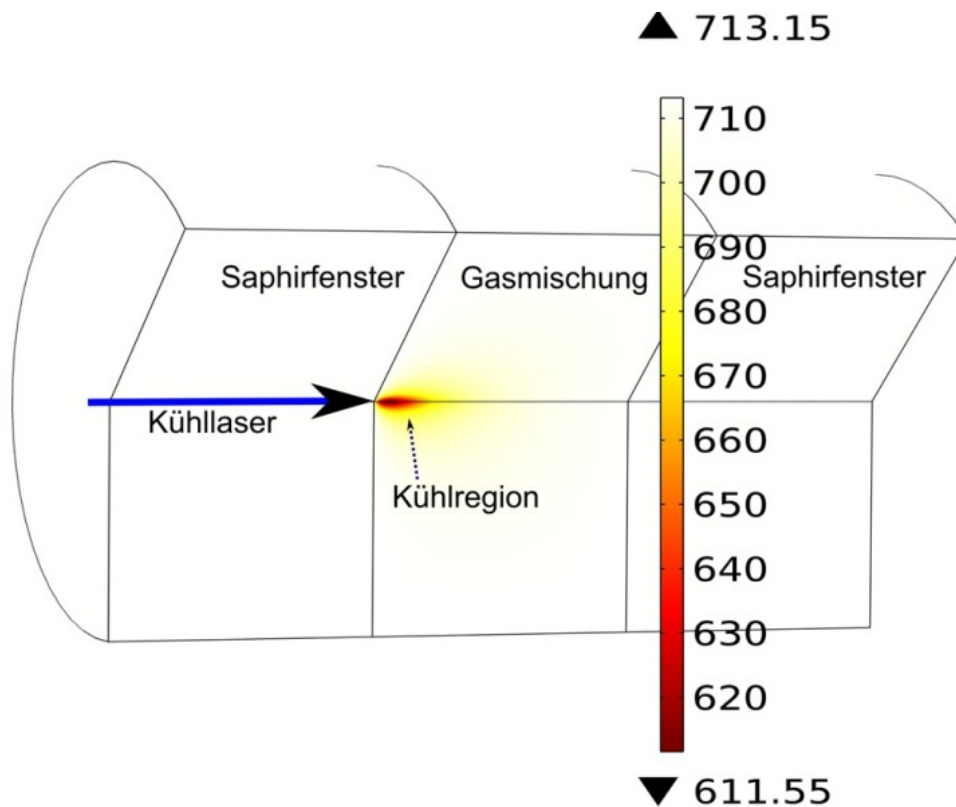 ▲ 713.15
710
700
690
680
670
660
650
640
630
620
▼ 611.55
Saphirfenster
Gasmischung
Saphirfenster
Kühllaser
Kühlregion